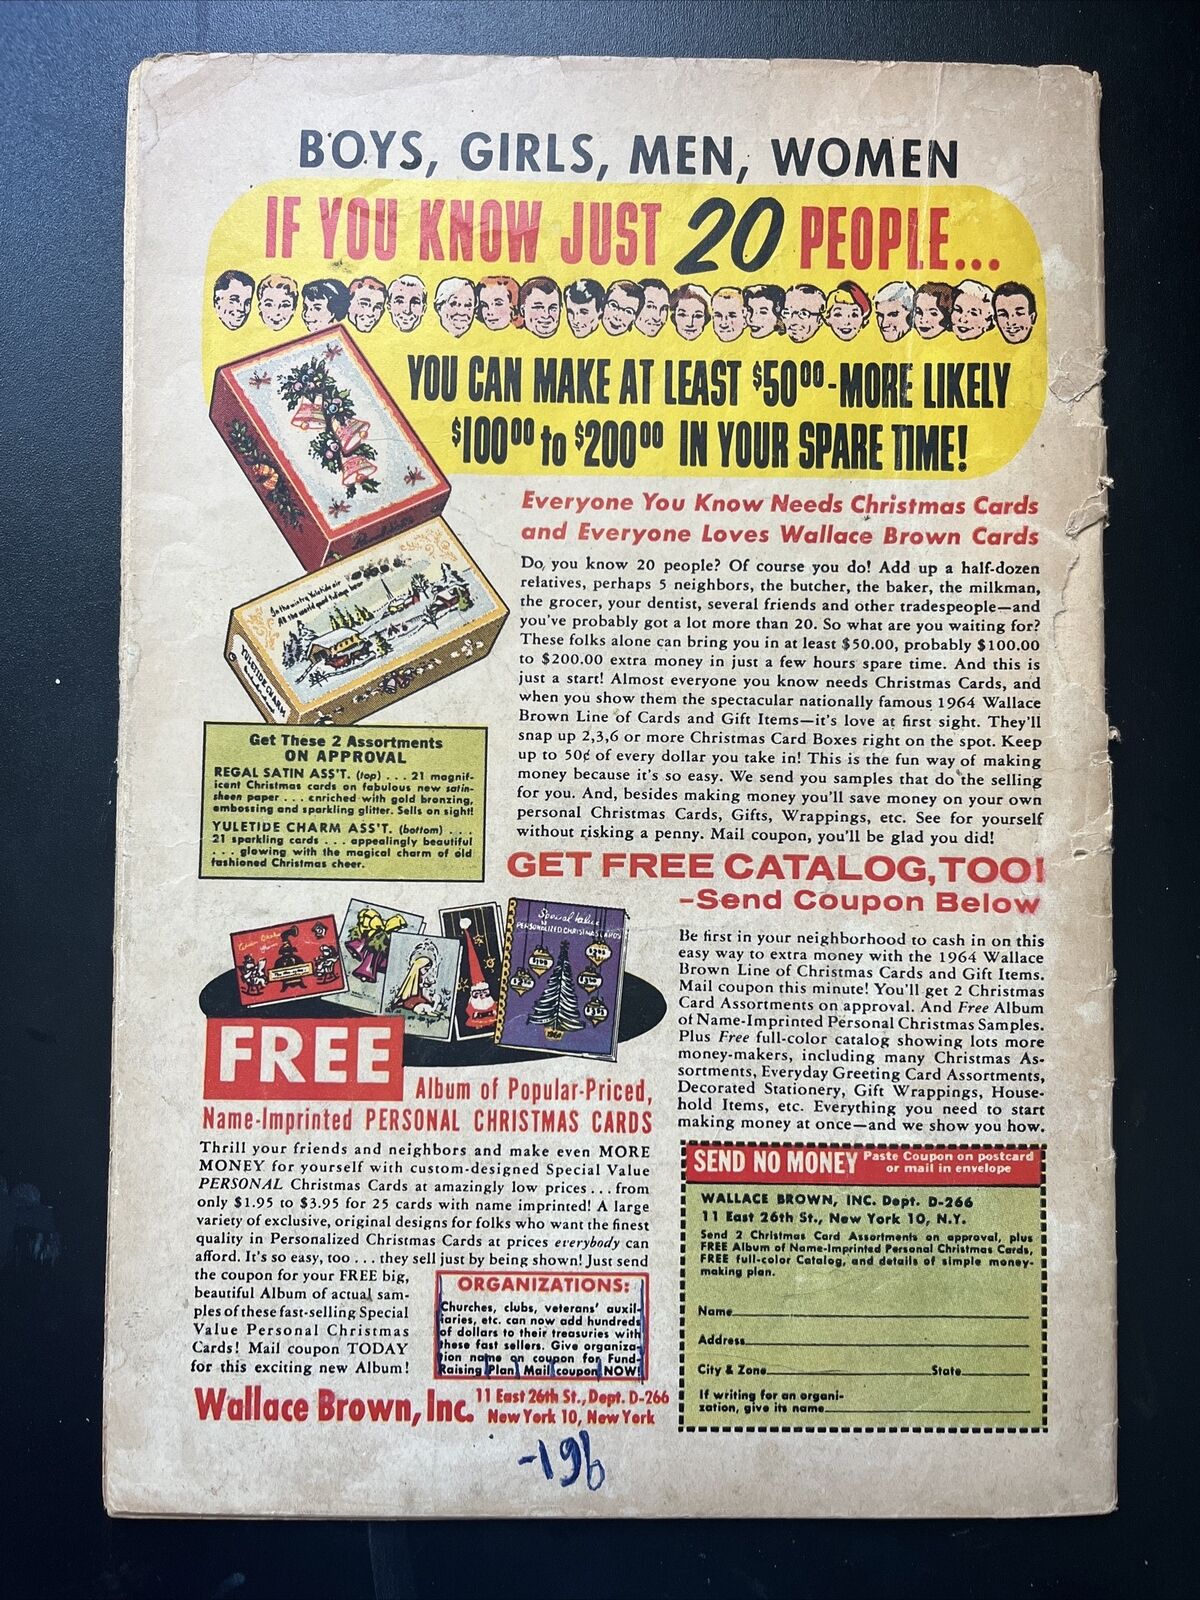 BOYS, GIRLS, MEN, WOMEN
IF YOU KNOW JUST 20 PEOPLE...
YOU CAN MAKE AT LEAST $50⁰⁰-MORE LIKELY
$100⁰⁰ to $200⁰⁰ IN YOUR SPARE TIME!
Everyone You Know Needs Christmas Cards
and Everyone Loves Wallace Brown Cards
Do you know 20 people? Of course you do! Add up a half-dozen
relatives, perhaps 5 neighbors, the butcher, the baker, the milkman,
the grocer, your dentist, several friends and other tradespeople—and
you've probably got a lot more than 20. So what are you waiting for?
These folks alone can bring you in at least $50.00, probably $100.00
to $200.00 extra money in just a few hours spare time. And this is
just a start! Almost everyone you know needs Christmas Cards, and
when you show them the spectacular nationally famous 1964 Wallace
Brown Line of Cards and Gift Items—it's love at first sight. They'll
snap up 2,3,6 or more Christmas Card Boxes right on the spot. Keep
up to 50¢ of every dollar you take in! This is the fun way of making
money because it's so easy. We send you samples that do the selling
for you. And, besides making money you'll save money on your own
personal Christmas Cards, Gifts, Wrappings, etc. See for yourself
without risking a penny. Mail coupon, you'll be glad you did!
On the wintry Yuletide air
All the world good tidings bear
YULETIDE CHARM
Get These 2 Assortments
ON APPROVAL
REGAL SATIN ASS'T. (top) . . . 21 magnif-
icent Christmas cards on fabulous new satin-
sheen paper . . . enriched with gold bronzing,
embossing and sparkling glitter. Sells on sight!
YULETIDE CHARM ASS'T. (bottom) . . .
21 sparkling cards . . . appealingly beautiful
. . . glowing with the magical charm of old
fashioned Christmas cheer.
GET FREE CATALOG, TOO!
-Send Coupon Below
Be first in your neighborhood to cash in on this
easy way to extra money with the 1964 Wallace
Brown Line of Christmas Cards and Gift Items.
Mail coupon this minute! You'll get 2 Christmas
Card Assortments on approval. And Free Album
of Name-Imprinted Personal Christmas Samples.
Plus Free full-color catalog showing lots more
money-makers, including many Christmas As-
sortments, Everyday Greeting Card Assortments,
Decorated Stationery, Gift Wrappings, House-
hold Items, etc. Everything you need to start
making money at once—and we show you how.
Special Value
PERSONALIZED CHRISTMAS CARDS
FREE
Album of Popular-Priced,
Name-Imprinted PERSONAL CHRISTMAS CARDS
Thrill your friends and neighbors and make even MORE
MONEY for yourself with custom-designed Special Value
PERSONAL Christmas Cards at amazingly low prices . . . from
only $1.95 to $3.95 for 25 cards with name imprinted! A large
variety of exclusive, original designs for folks who want the finest
quality in Personalized Christmas Cards at prices everybody can
afford. It's so easy, too . . . they sell just by being shown! Just send
the coupon for your FREE big,
beautiful Album of actual sam-
ples of these fast-selling Special
Value Personal Christmas
Cards! Mail coupon TODAY
for this exciting new Album!
ORGANIZATIONS:
Churches, clubs, veterans' auxil-
iaries, etc. can now add hundreds
of dollars to their treasuries with
these fast sellers. Give organiza-
tion name on coupon for Fund-
Raising Plan. Mail coupon NOW!
Wallace Brown, Inc. 11 East 26th St., Dept. D-266
New York 10, New York
SEND NO MONEY Paste Coupon on postcard
or mail in envelope
WALLACE BROWN, INC. Dept. D-266
11 East 26th St., New York 10, N.Y.
Send 2 Christmas Card Assortments on approval, plus
FREE Album of Name-Imprinted Personal Christmas Cards,
FREE full-color Catalog, and details of simple money-
making plan.
Name
Address
City & Zone State
If writing for an organi-
zation, give its name
-196